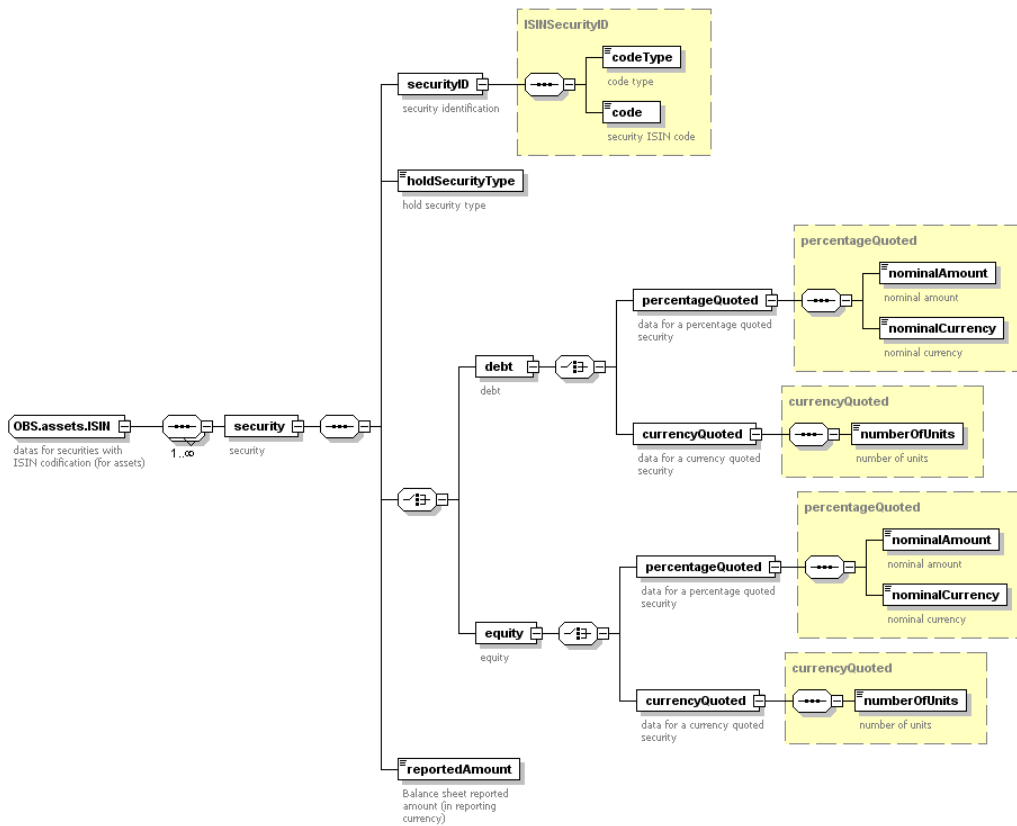 ISINSecurityID
codeType
code type
securityID
security identification
code
security ISIN code
holdSecurityType
hold security type
percentageQuoted
nominalAmount
nominal amount
percentageQuoted
data for a percentage quoted
security
nominalCurrency
nominal currency
debt
debt
currencyQuoted
currencyQuoted
data for a currency quoted
security
numberOfUnits
number of units
OBS.assets.ISIN
datas for securities with
ISIN codification (for assets)
1..∞
security
security
percentageQuoted
nominalAmount
nominal amount
percentageQuoted
data for a percentage quoted
security
nominalCurrency
nominal currency
equity
equity
currencyQuoted
currencyQuoted
data for a currency quoted
security
numberOfUnits
number of units
reportedAmount
Balance sheet reported
amount (in reporting
currency)